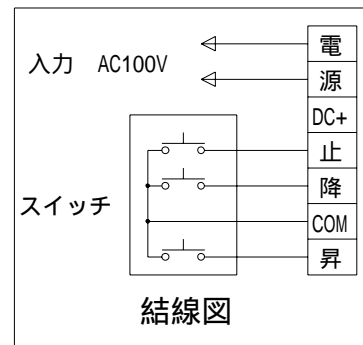 入力 AC100V
電
源
DC+
止
降
COM
昇
スイッチ
結線図